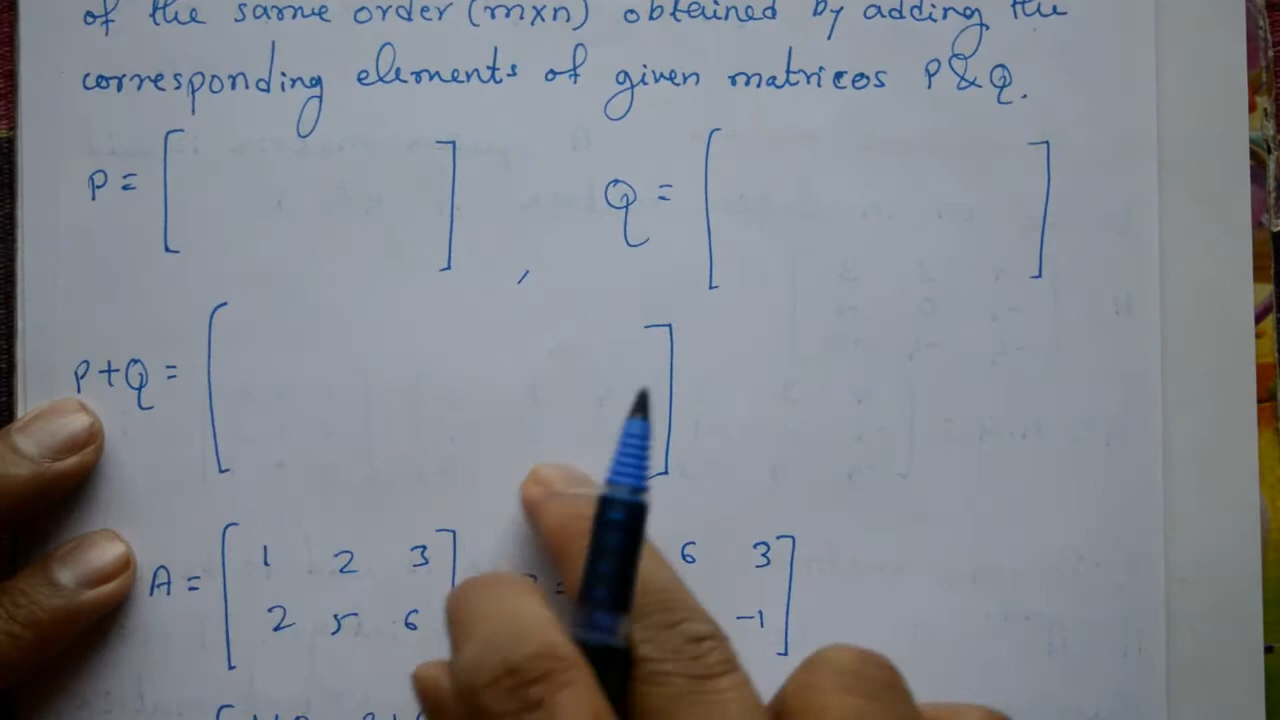 of the same order (m×n) obtained by adding the
corresponding elements of given matrices P & Q.
P = [ ] , Q = [ ]
P+Q = [ ]
A = [ 1 2 3 ] 6 3 ]
2 5 6 -1